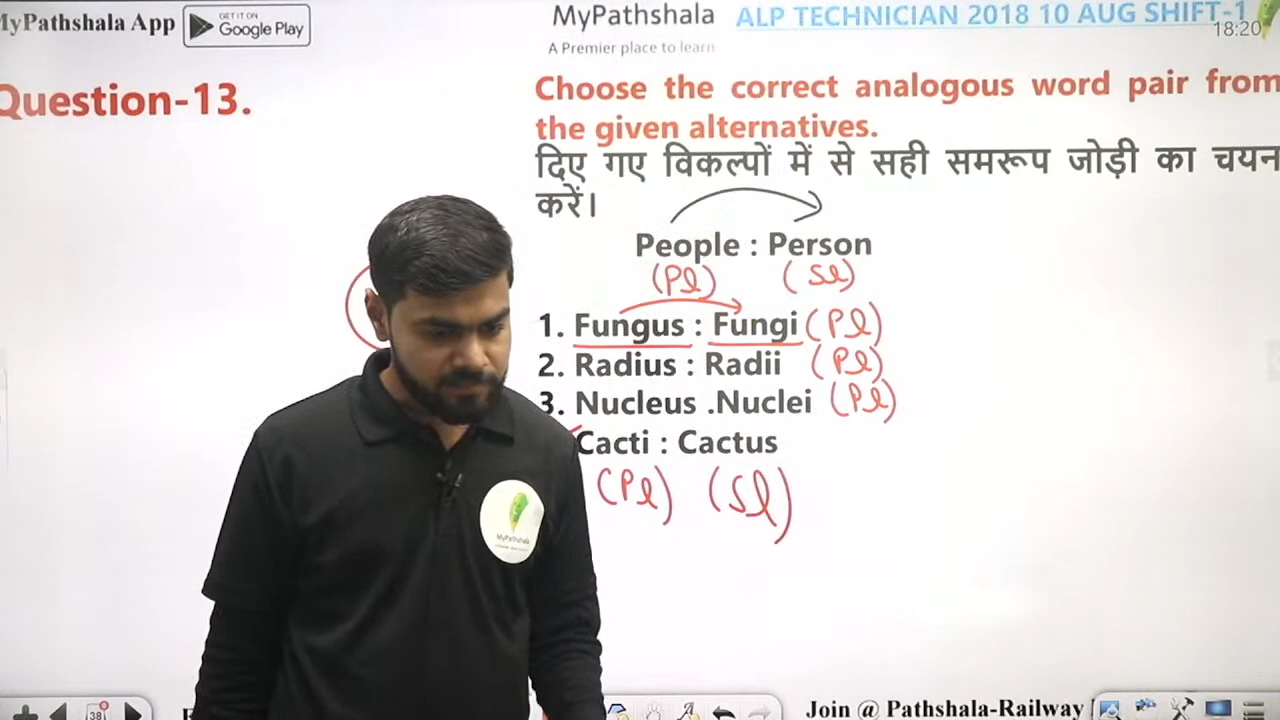 MyPathshala App
GET IT ON
Google Play
MyPathshala
A Premier place to learn
ALP TECHNICIAN 2018 10 AUG SHIFT-1
18:20
Question-13.
Choose the correct analogous word pair from
the given alternatives.
दिए गए विकल्पों में से सही समरूप जोड़ी का चयन
करें।
People : Person
(Pl) (Sl)
1. Fungus : Fungi (Pl)
2. Radius : Radii (Pl)
3. Nucleus .Nuclei (Pl)
Cacti : Cactus
(Pl) (Sl)
MyPathshala
38
Join @ Pathshala-Railway